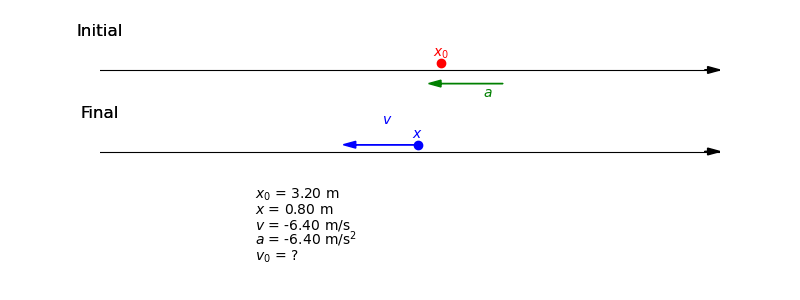 Initial
x₀
a
Final
v
x
x₀ = 3.20 m
x = 0.80 m
v = -6.40 m/s
a = -6.40 m/s²
v₀ = ?